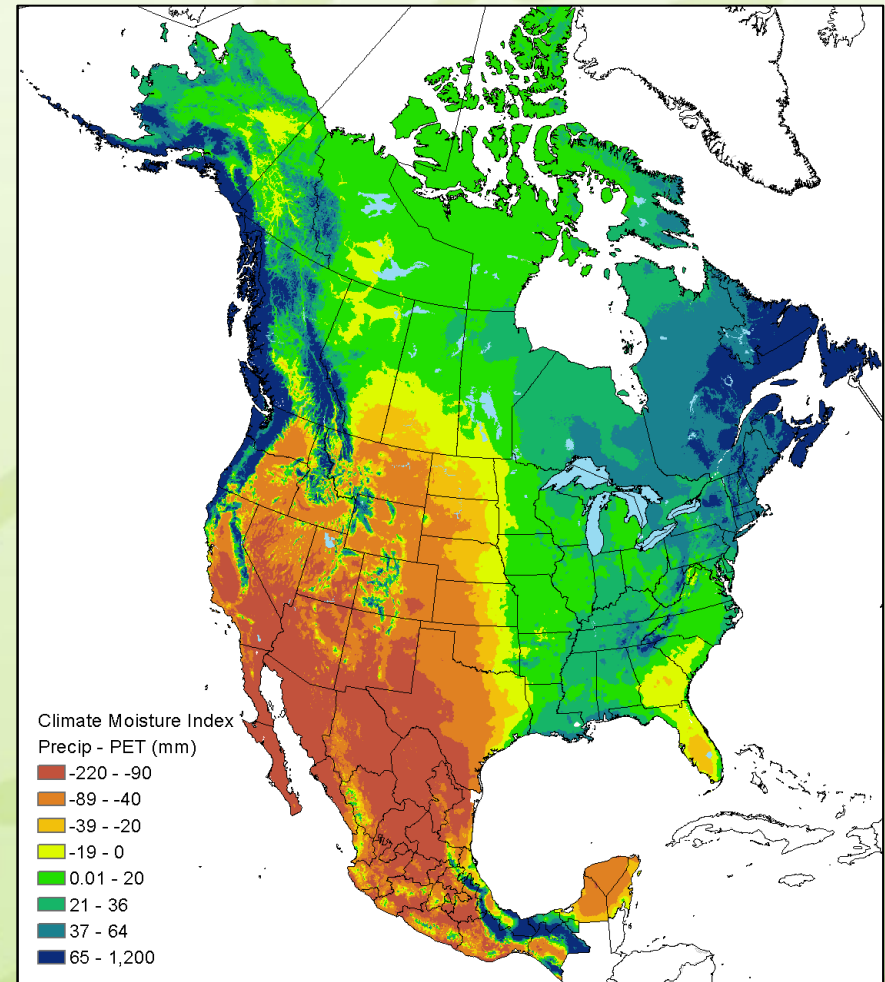 Climate Moisture Index
Precip - PET (mm)
-220 - -90
-89 - -40
-39 - -20
-19 - 0
0.01 - 20
21 - 36
37 - 64
65 - 1,200